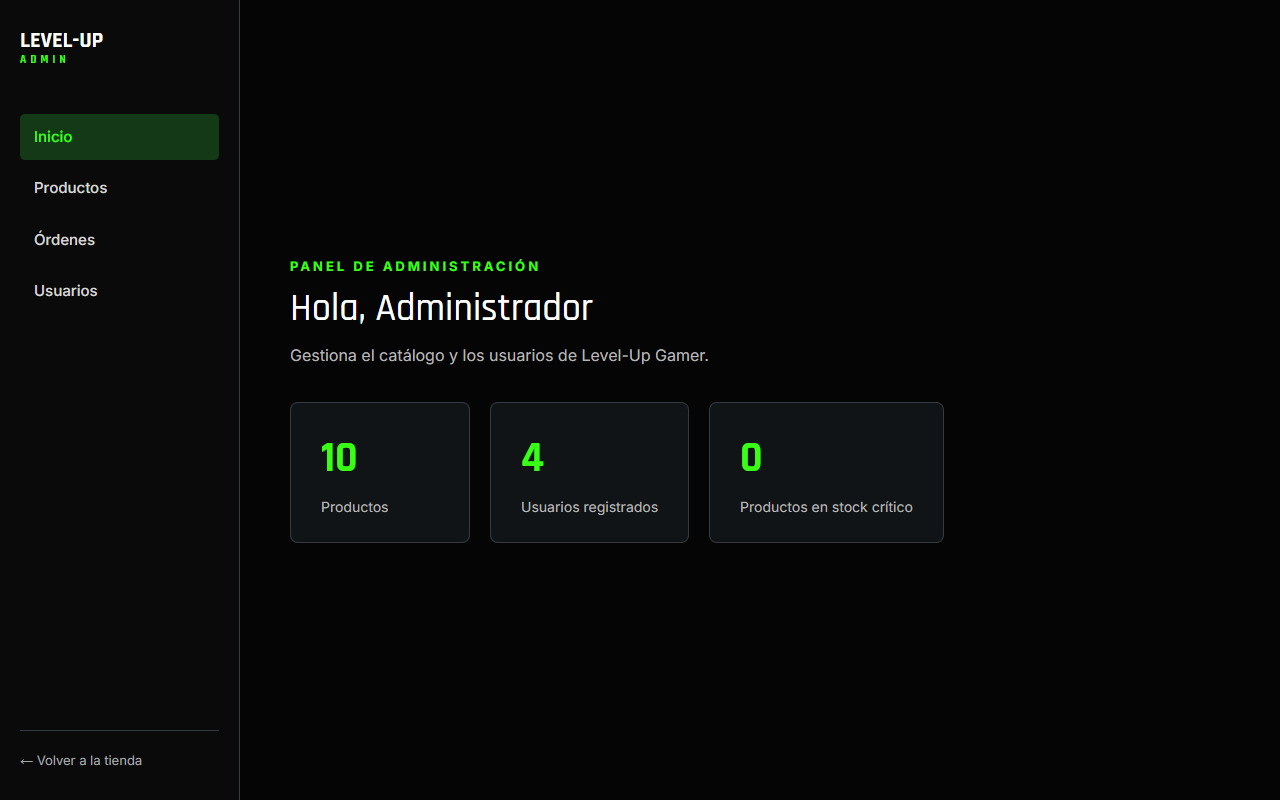 LEVEL-UP
ADMIN
Inicio
Productos
Órdenes
Usuarios
← Volver a la tienda
PANEL DE ADMINISTRACIÓN
Hola, Administrador
Gestiona el catálogo y los usuarios de Level-Up Gamer.
10
Productos
4
Usuarios registrados
0
Productos en stock crítico